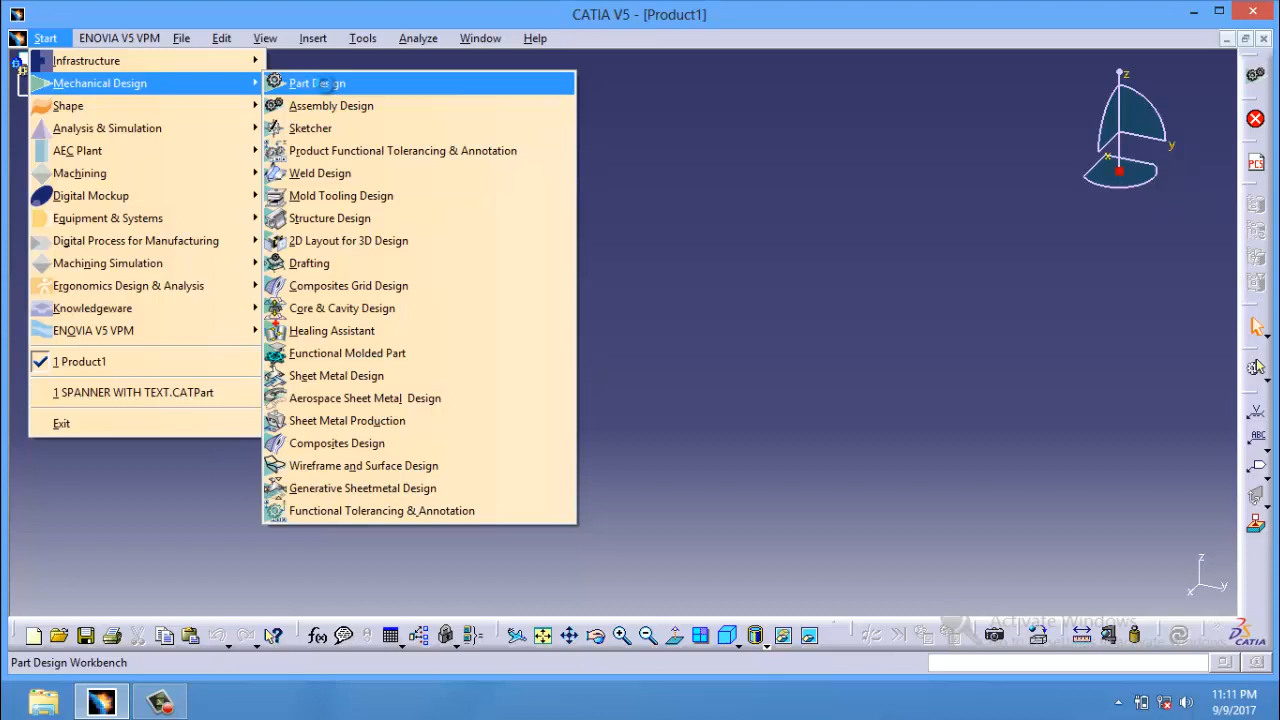 CATIA V5 - [Product1]
Start ENOVIA V5 VPM File Edit View Insert Tools Analyze Window Help
Infrastructure
Mechanical Design
Shape
Analysis & Simulation
AEC Plant
Machining
Digital Mockup
Equipment & Systems
Digital Process for Manufacturing
Machining Simulation
Ergonomics Design & Analysis
Knowledgeware
ENOVIA V5 VPM
1 Product1
1 SPANNER WITH TEXT.CATPart
Exit
Part Design
Assembly Design
Sketcher
Product Functional Tolerancing & Annotation
Weld Design
Mold Tooling Design
Structure Design
2D Layout for 3D Design
Drafting
Composites Grid Design
Core & Cavity Design
Healing Assistant
Functional Molded Part
Sheet Metal Design
Aerospace Sheet Metal Design
Sheet Metal Production
Composites Design
Wireframe and Surface Design
Generative Sheetmetal Design
Functional Tolerancing & Annotation
z
y
x
PCS
ABC
z
x y
f(x)
Activate Windows
CATIA
Part Design Workbench
11:11 PM
9/9/2017